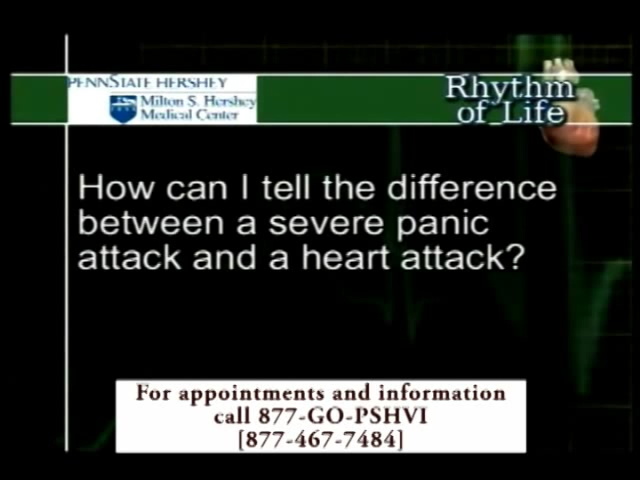 PENNSTATE HERSHEY
Milton S. Hershey
Medical Center
Rhythm
of Life
How can I tell the difference
between a severe panic
attack and a heart attack?
For appointments and information
call 877-GO-PSHVI
[877-467-7484]